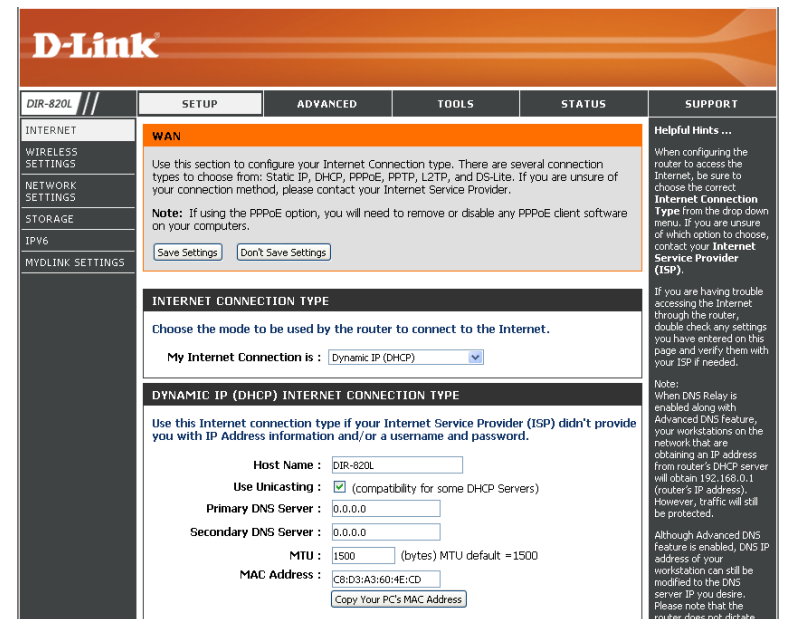 D-Link
DIR-820L
SETUP
ADVANCED
TOOLS
STATUS
SUPPORT
INTERNET
WIRELESS
SETTINGS
NETWORK
SETTINGS
STORAGE
IPV6
MYDLINK SETTINGS
WAN
Use this section to configure your Internet Connection type. There are several connection
types to choose from: Static IP, DHCP, PPPoE, PPTP, L2TP, and DS-Lite. If you are unsure of
your connection method, please contact your Internet Service Provider.
Note: If using the PPPoE option, you will need to remove or disable any PPPoE client software
on your computers.
Save Settings
Don't Save Settings
INTERNET CONNECTION TYPE
Choose the mode to be used by the router to connect to the Internet.
My Internet Connection is : Dynamic IP (DHCP)
DYNAMIC IP (DHCP) INTERNET CONNECTION TYPE
Use this Internet connection type if your Internet Service Provider (ISP) didn't provide
you with IP Address information and/or a username and password.
Host Name : DIR-820L
Use Unicasting : (compatibility for some DHCP Servers)
Primary DNS Server : 0.0.0.0
Secondary DNS Server : 0.0.0.0
MTU : 1500 (bytes) MTU default =1500
MAC Address : C8:D3:A3:60:4E:CD
Copy Your PC's MAC Address
Helpful Hints ...
When configuring the
router to access the
Internet, be sure to
choose the correct
Internet Connection
Type from the drop down
menu. If you are unsure
of which option to choose,
contact your Internet
Service Provider
(ISP).
If you are having trouble
accessing the Internet
through the router,
double check any settings
you have entered on this
page and verify them with
your ISP if needed.
Note:
When DNS Relay is
enabled along with
Advanced DNS feature,
your workstations on the
network that are
obtaining an IP address
from router's DHCP server
will obtain 192.168.0.1
(router's IP address).
However, traffic will still
be protected.
Although Advanced DNS
feature is enabled, DNS IP
address of your
workstation can still be
modified to the DNS
server IP you desire.
Please note that the
router does not dictate